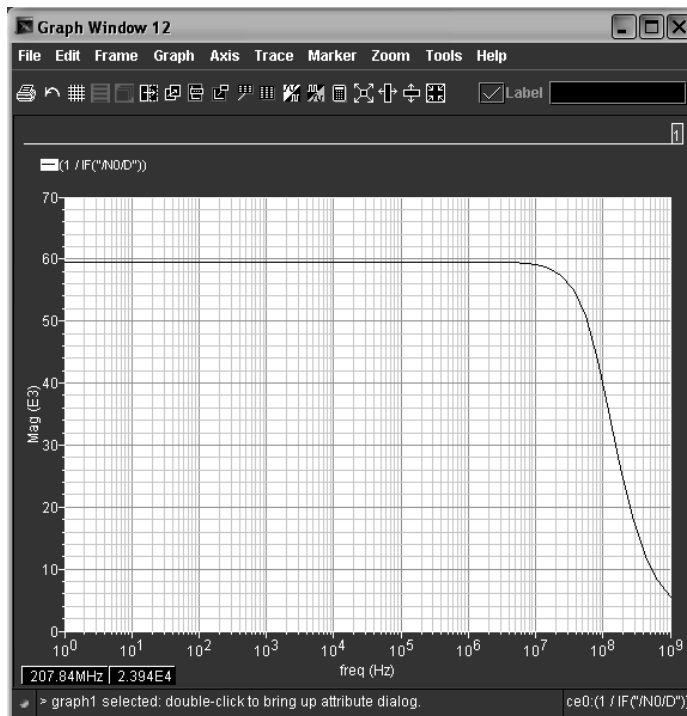 Graph Window 12
File Edit Frame Graph Axis Trace Marker Zoom Tools Help
Label
1
(1 / IF("/N0/D"))
70
60
50
40
30
20
10
0
Mag (E3)
10^0 10^1 10^2 10^3 10^4 10^5 10^6 10^7 10^8 10^9
freq (Hz)
207.84MHz 2.394E4
> graph1 selected: double-click to bring up attribute dialog. ce0:(1 / IF("/N0/D"))